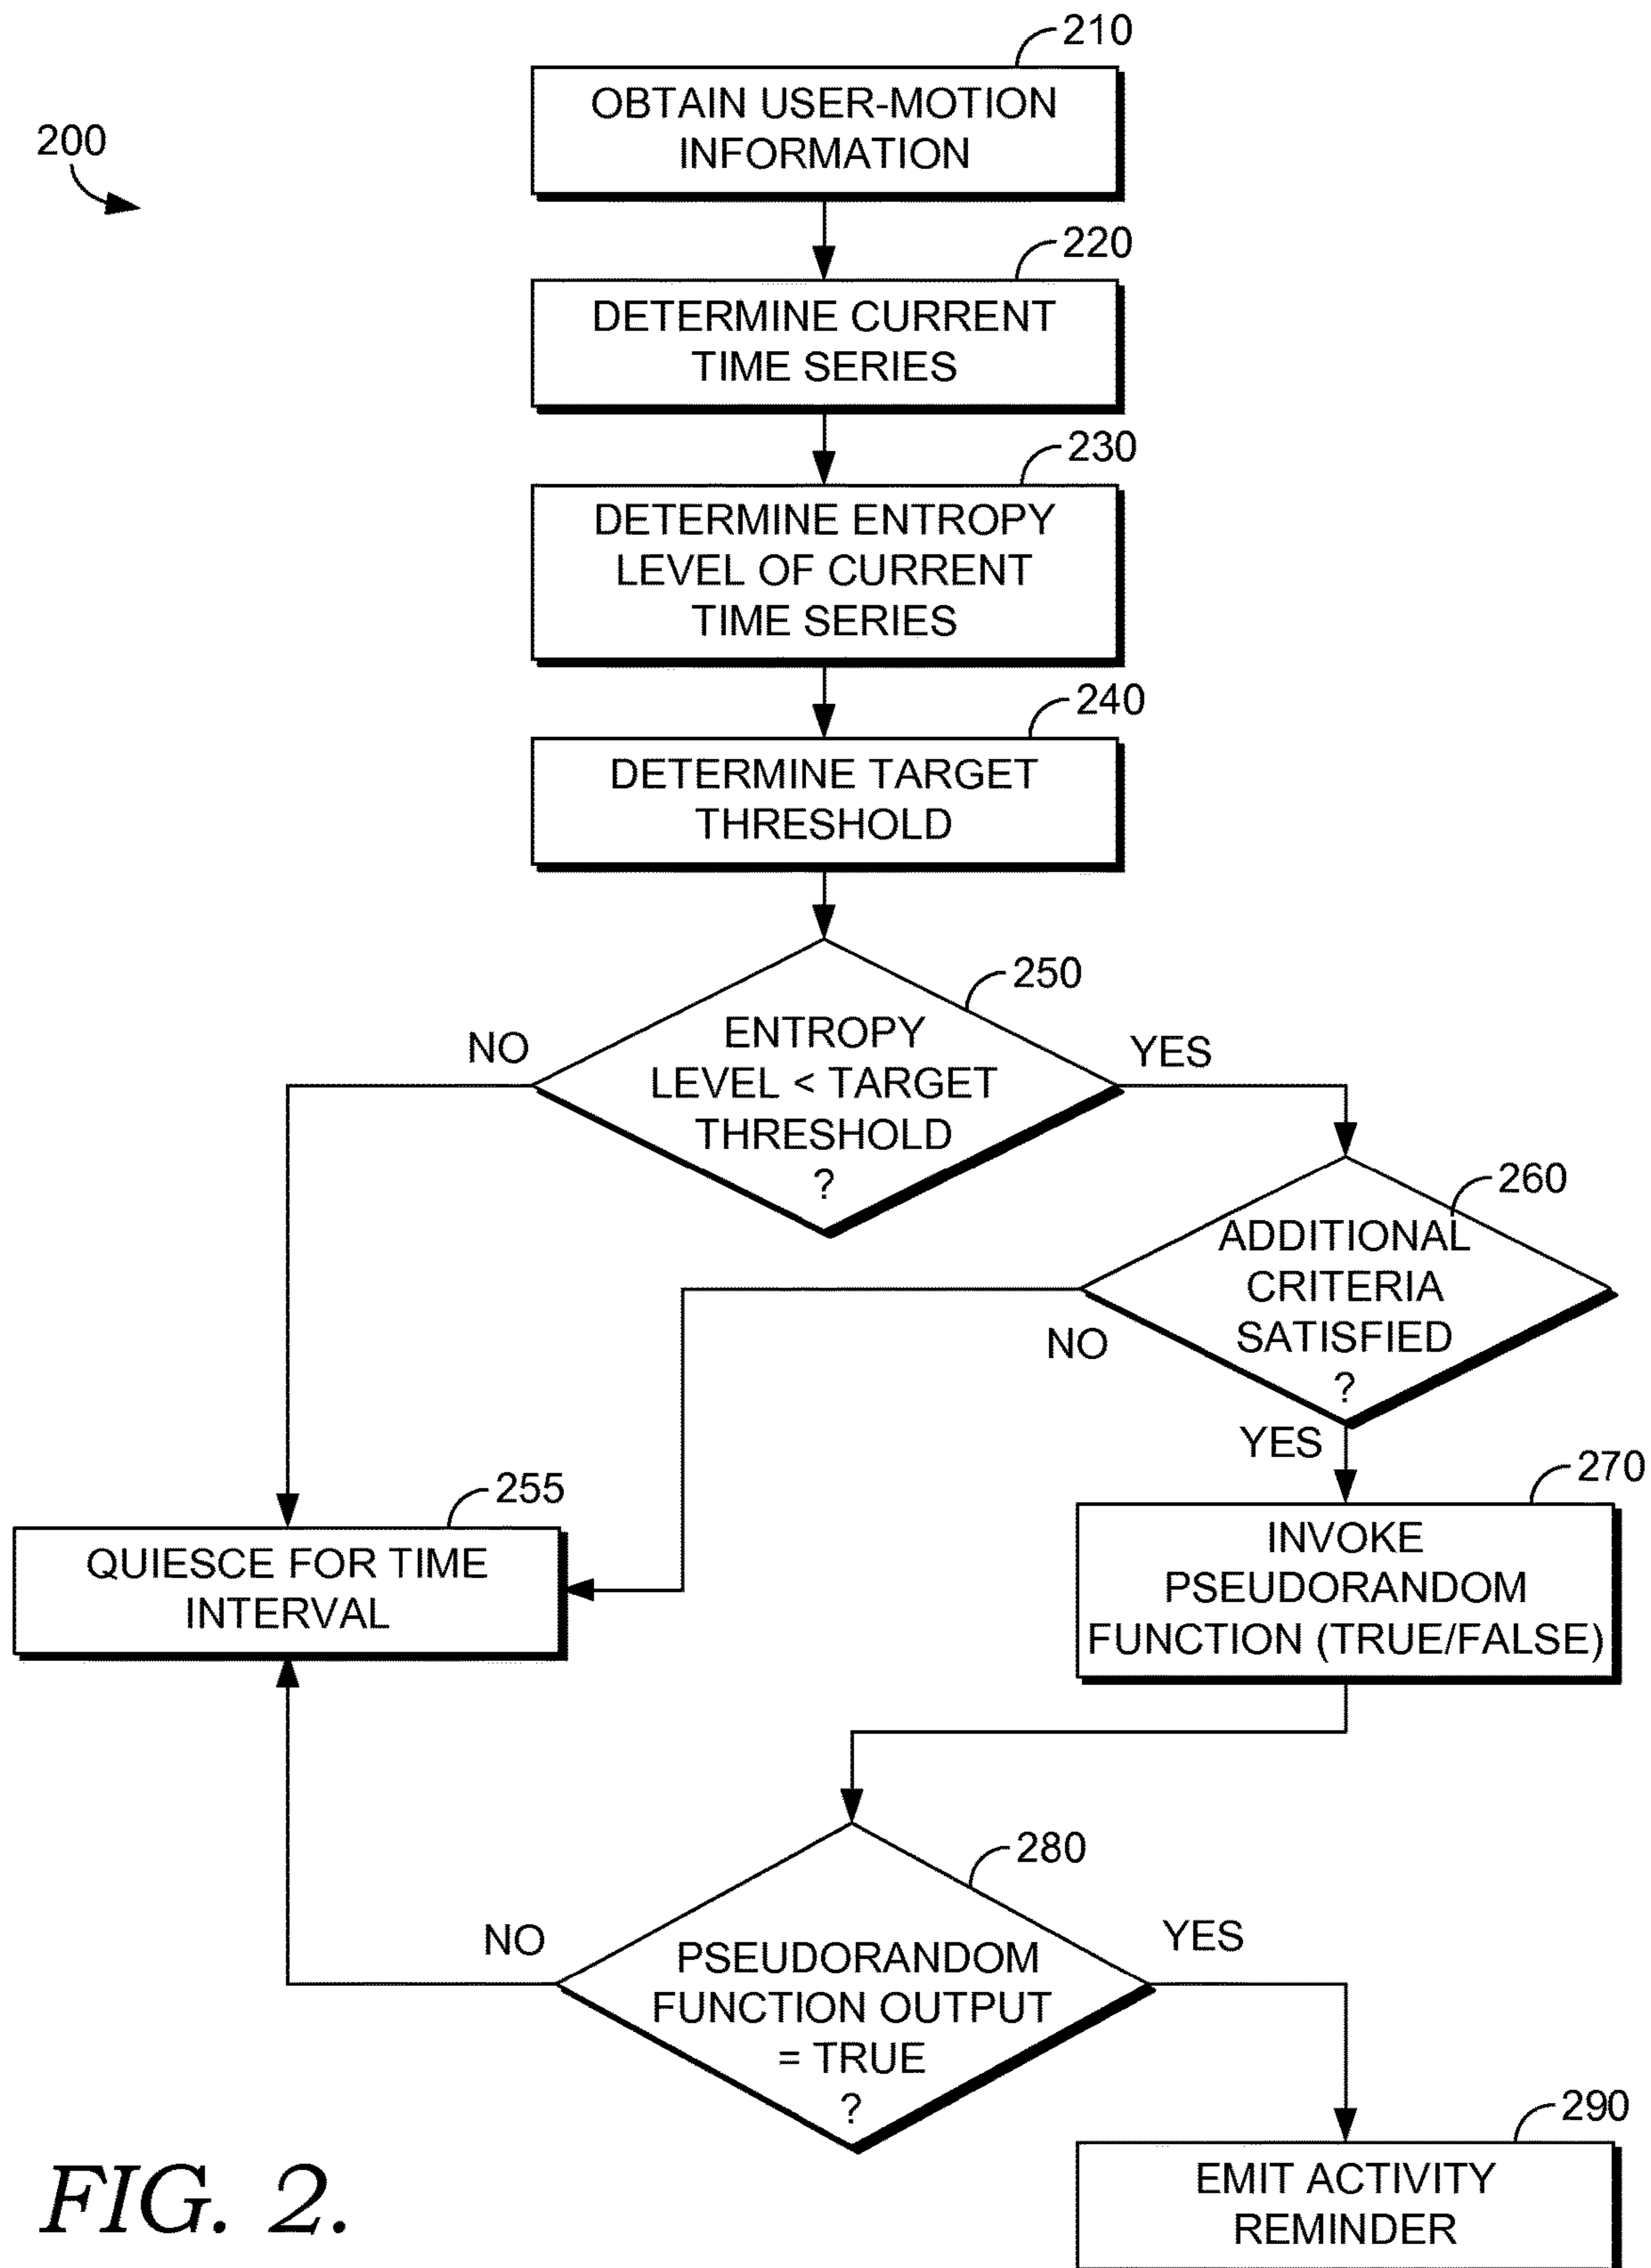 210
OBTAIN USER-MOTION
INFORMATION
200
220
DETERMINE CURRENT
TIME SERIES
230
DETERMINE ENTROPY
LEVEL OF CURRENT
TIME SERIES
240
DETERMINE TARGET
THRESHOLD
250
NO
ENTROPY
LEVEL < TARGET
THRESHOLD
?
YES
260
ADDITIONAL
CRITERIA
SATISFIED
?
NO
YES
255
QUIESCE FOR TIME
INTERVAL
270
INVOKE
PSEUDORANDOM
FUNCTION (TRUE/FALSE)
280
NO
PSEUDORANDOM
FUNCTION OUTPUT
= TRUE
?
YES
290
EMIT ACTIVITY
REMINDER
FIG. 2.